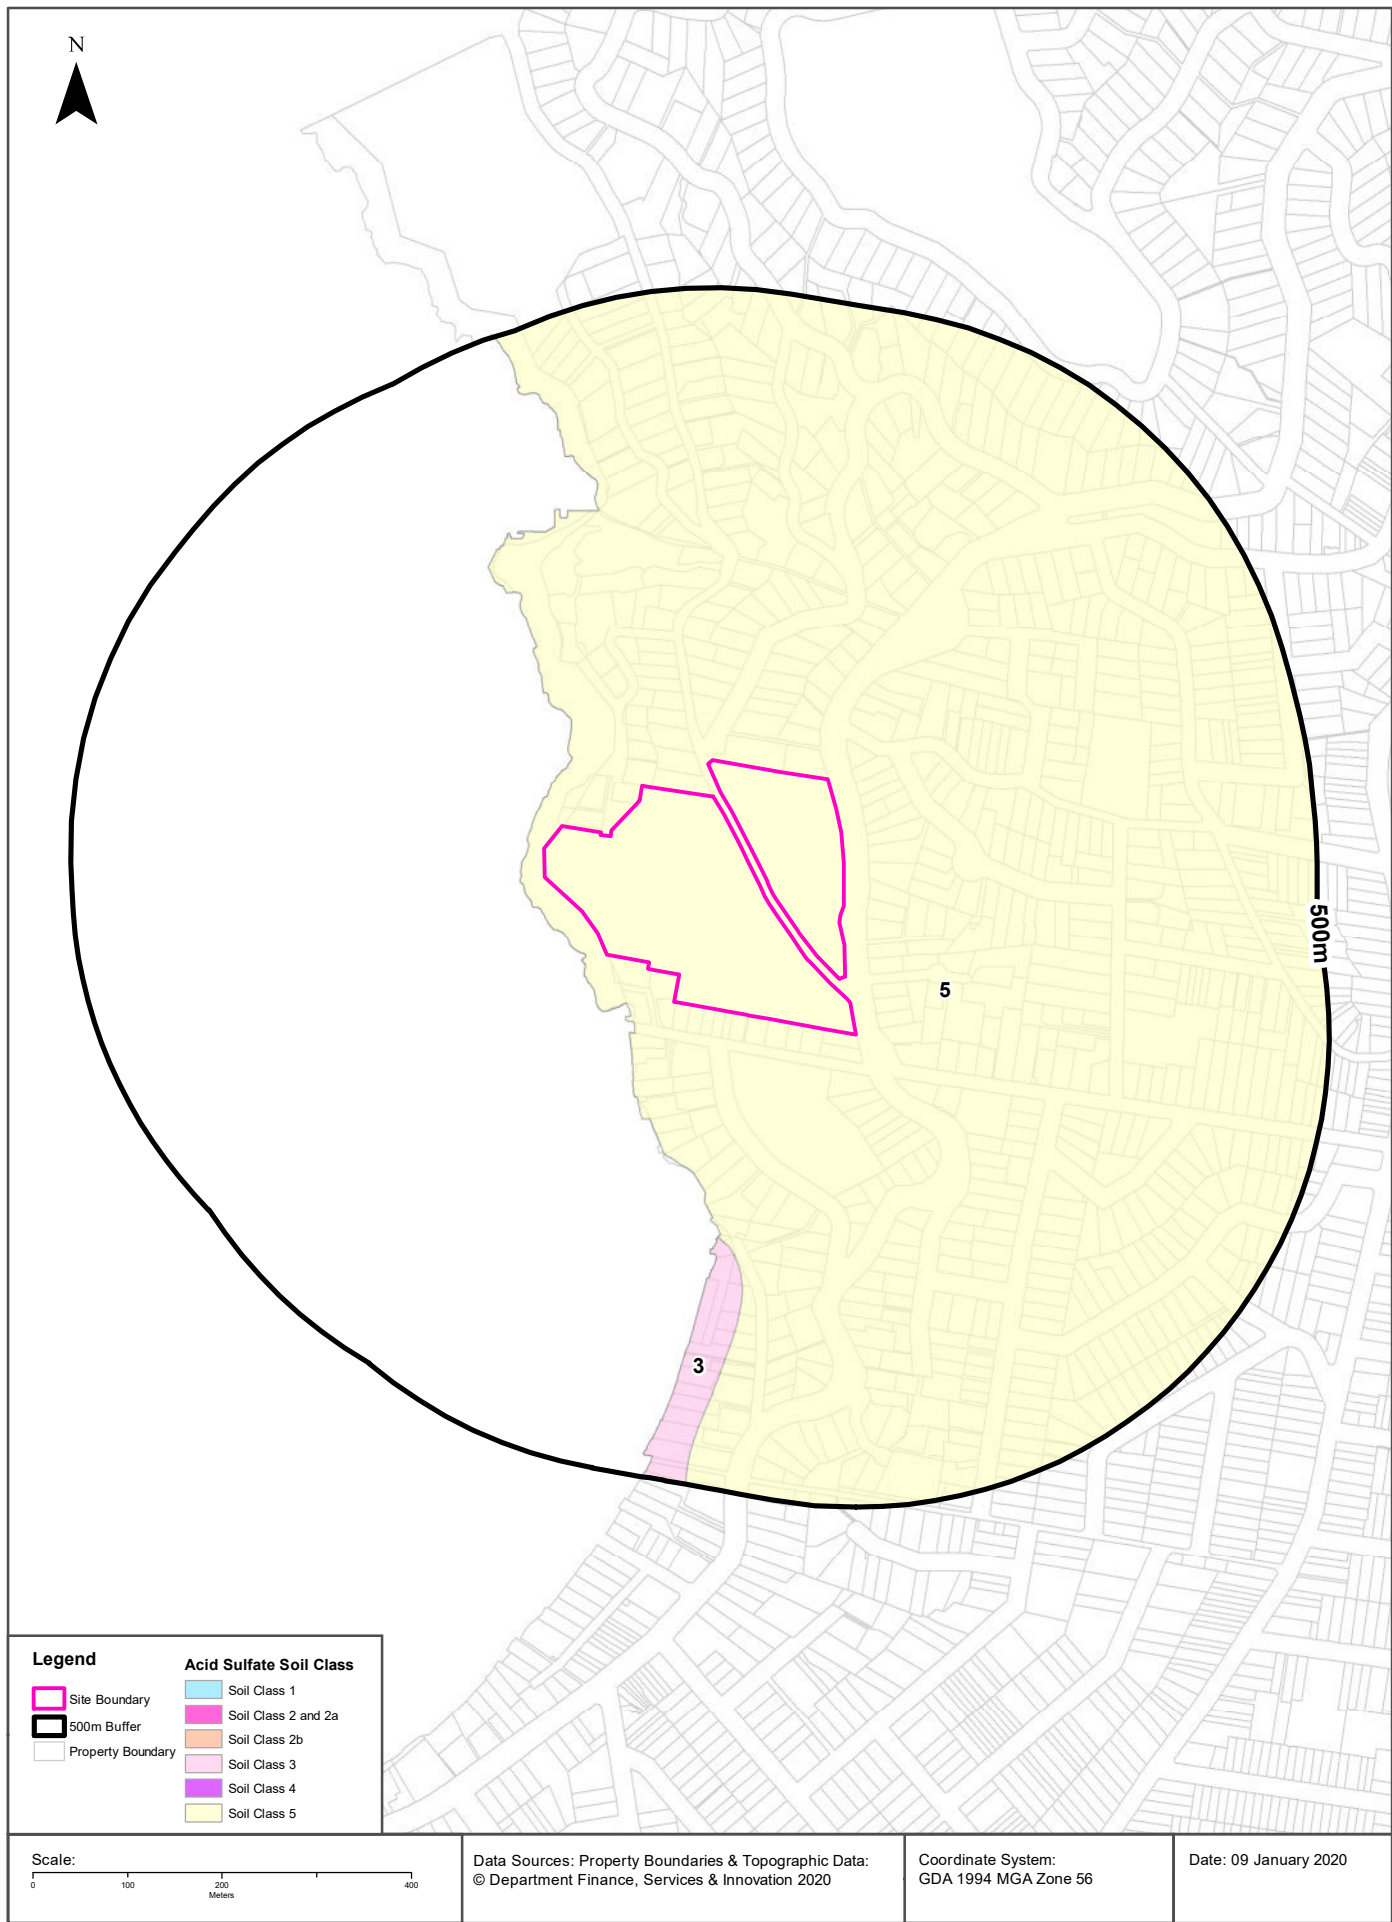 N
500m
5
3
Legend
Site Boundary
500m Buffer
Property Boundary
Acid Sulfate Soil Class
Soil Class 1
Soil Class 2 and 2a
Soil Class 2b
Soil Class 3
Soil Class 4
Soil Class 5
Scale:
0 100 200 400
Meters
Data Sources: Property Boundaries & Topographic Data:
© Department Finance, Services & Innovation 2020
Coordinate System:
GDA 1994 MGA Zone 56
Date: 09 January 2020